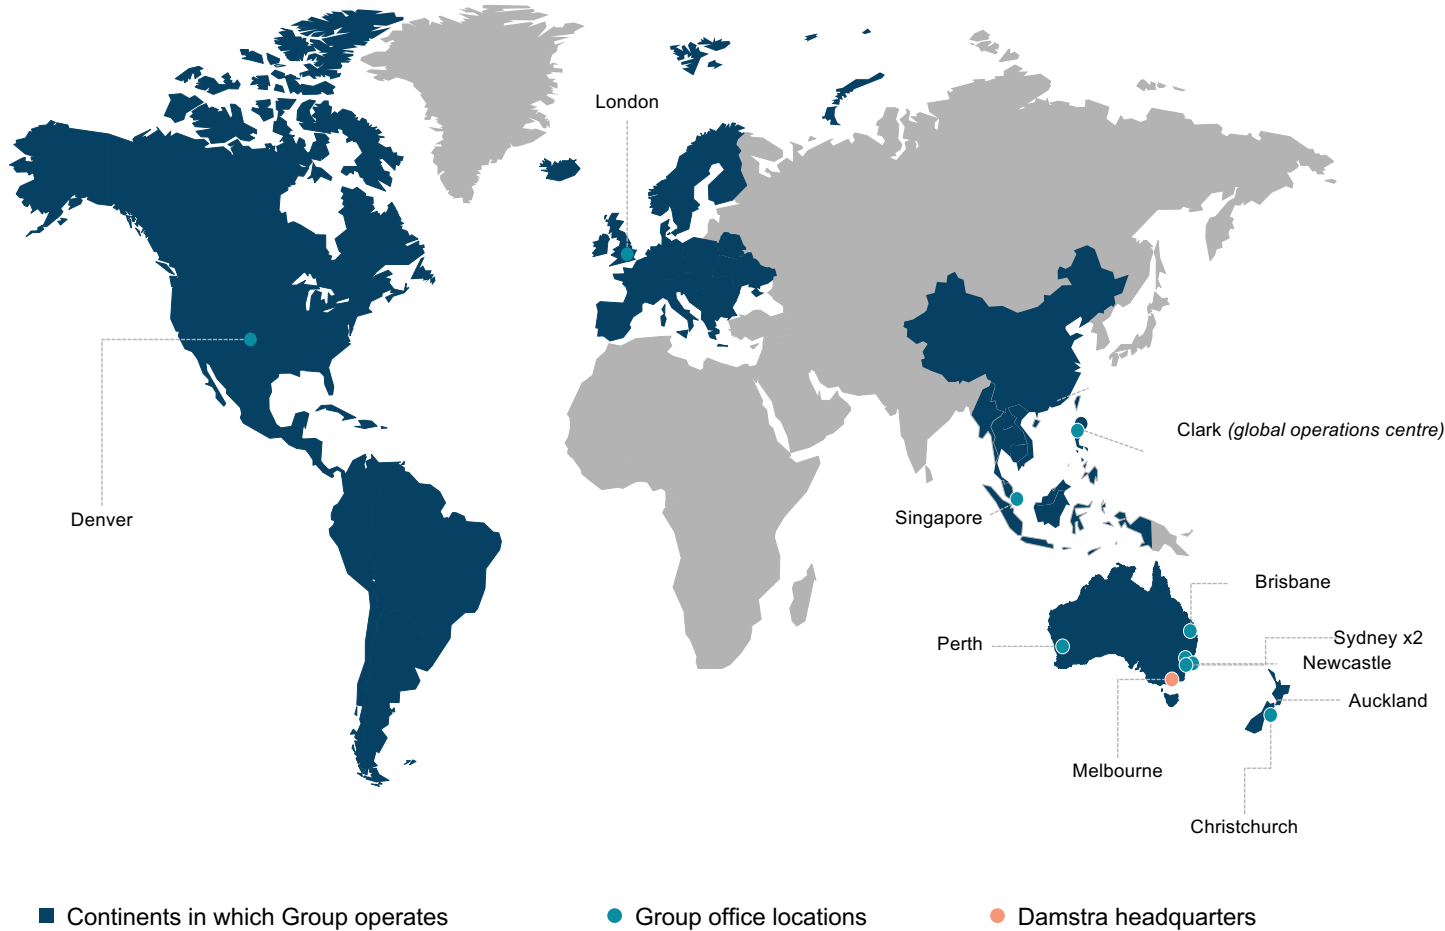 London
Clark (global operations centre)
Denver
Singapore
Brisbane
Perth
Sydney x2
Newcastle
Auckland
Melbourne
Christchurch
Continents in which Group operates
Group office locations
Damstra headquarters